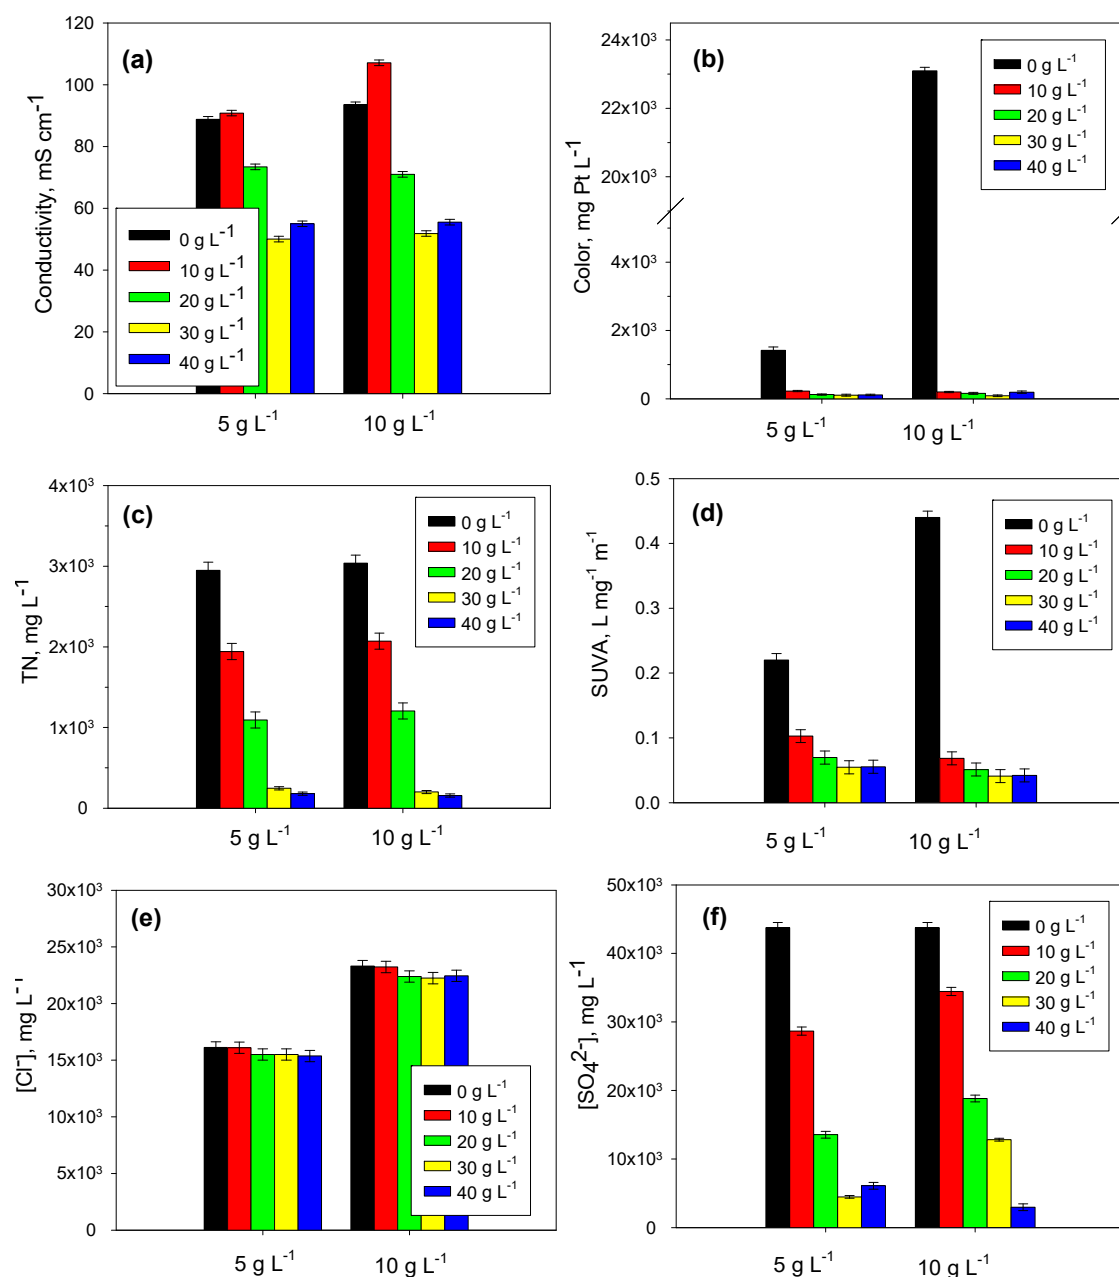 (a)
Conductivity, mS cm⁻¹
120
100
80
60
40
20
0
0 g L⁻¹
10 g L⁻¹
20 g L⁻¹
30 g L⁻¹
40 g L⁻¹
5 g L⁻¹
10 g L⁻¹
(b)
Color, mg Pt L⁻¹
24x10³
22x10³
20x10³
4x10³
2x10³
0
0 g L⁻¹
10 g L⁻¹
20 g L⁻¹
30 g L⁻¹
40 g L⁻¹
5 g L⁻¹
10 g L⁻¹
(c)
TN, mg L⁻¹
4x10³
3x10³
2x10³
1x10³
0
0 g L⁻¹
10 g L⁻¹
20 g L⁻¹
30 g L⁻¹
40 g L⁻¹
5 g L⁻¹
10 g L⁻¹
(d)
SUVA, L mg⁻¹ m⁻¹
0.5
0.4
0.3
0.2
0.1
0.0
0 g L⁻¹
10 g L⁻¹
20 g L⁻¹
30 g L⁻¹
40 g L⁻¹
5 g L⁻¹
10 g L⁻¹
(e)
[Cl⁻], mg L⁻¹
30x10³
25x10³
20x10³
15x10³
10x10³
5x10³
0
0 g L⁻¹
10 g L⁻¹
20 g L⁻¹
30 g L⁻¹
40 g L⁻¹
5 g L⁻¹
10 g L⁻¹
(f)
[SO₄²⁻], mg L⁻¹
50x10³
40x10³
30x10³
20x10³
10x10³
0
0 g L⁻¹
10 g L⁻¹
20 g L⁻¹
30 g L⁻¹
40 g L⁻¹
5 g L⁻¹
10 g L⁻¹